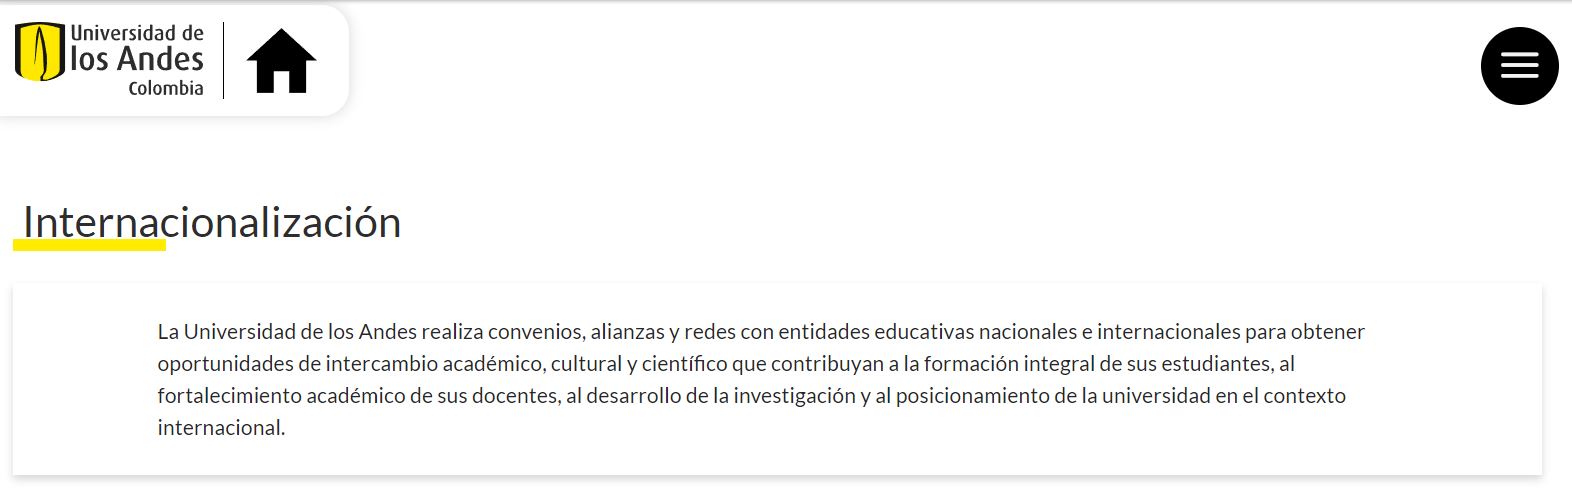 Universidad de
los Andes
Colombia
Internacionalización
La Universidad de los Andes realiza convenios, alianzas y redes con entidades educativas nacionales e internacionales para obtener
oportunidades de intercambio académico, cultural y científico que contribuyan a la formación integral de sus estudiantes, al
fortalecimiento académico de sus docentes, al desarrollo de la investigación y al posicionamiento de la universidad en el contexto
internacional.